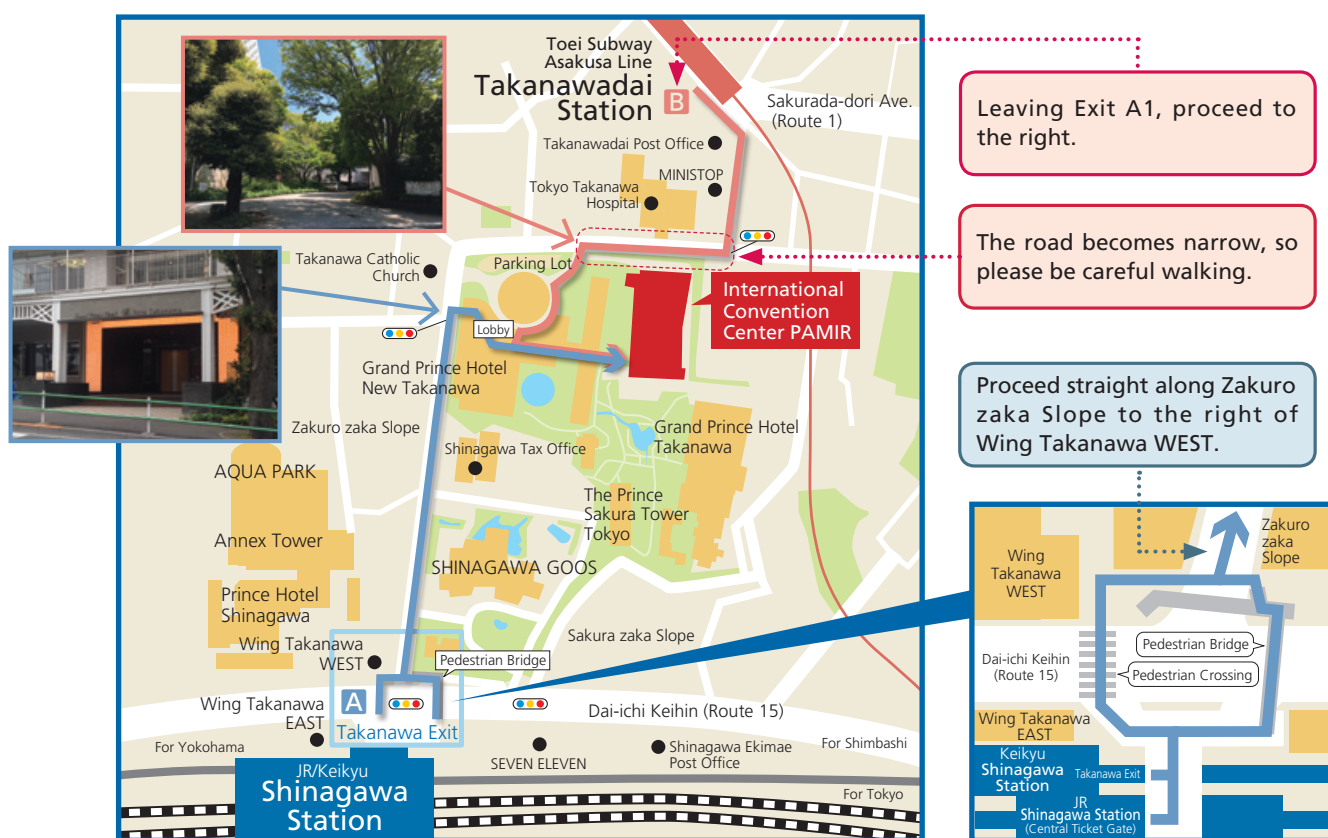 Toei Subway
Asakusa Line
Takanawadai
Station
B
Sakurada-dori Ave.
(Route 1)
Takanawadai Post Office
MINISTOP
Tokyo Takanawa
Hospital
Takanawa Catholic
Church
Parking Lot
Lobby
International
Convention
Center PAMIR
Grand Prince Hotel
New Takanawa
Zakuro zaka Slope
Grand Prince Hotel
Takanawa
Shinagawa Tax Office
AQUA PARK
The Prince
Sakura Tower
Tokyo
Annex Tower
SHINAGAWA GOOS
Prince Hotel
Shinagawa
Sakura zaka Slope
Wing Takanawa
WEST
Pedestrian Bridge
A
Wing Takanawa
EAST
Takanawa Exit
Dai-ichi Keihin (Route 15)
For Yokohama
SEVEN ELEVEN
Shinagawa Ekimae
Post Office
For Shimbashi
JR/Keikyu
Shinagawa
Station
For Tokyo
Leaving Exit A1, proceed to
the right.
The road becomes narrow, so
please be careful walking.
Proceed straight along Zakuro
zaka Slope to the right of
Wing Takanawa WEST.
Zakuro
zaka
Slope
Wing
Takanawa
WEST
Pedestrian Bridge
Dai-ichi Keihin
(Route 15)
Pedestrian Crossing
Wing Takanawa
EAST
Keikyu
Shinagawa
Station
Takanawa Exit
JR
Shinagawa Station
(Central Ticket Gate)